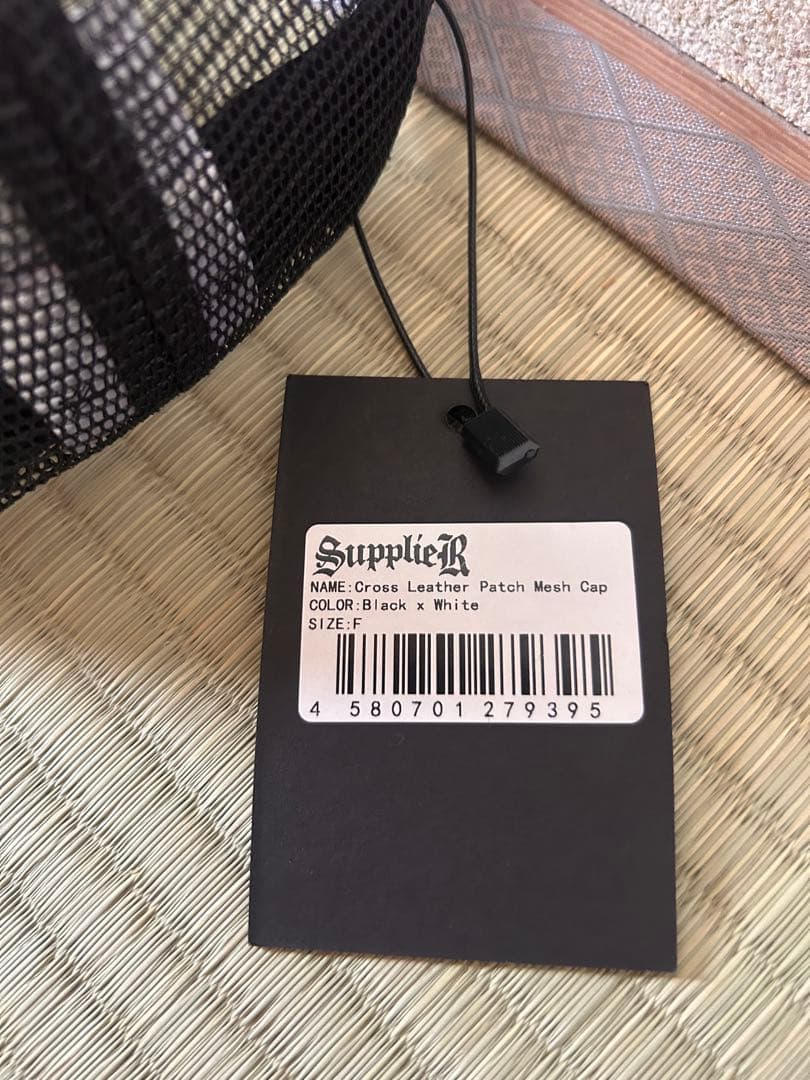 SupplieR
NAME:Cross Leather Patch Mesh Cap
COLOR:Black x White
SIZE:F
4 580701 279395